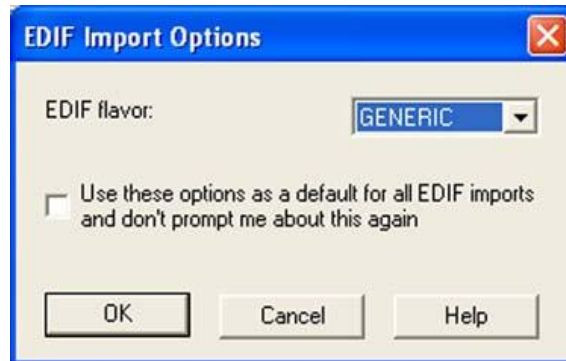 EDIF Import Options
EDIF flavor:
GENERIC
Use these options as a default for all EDIF imports
and don't prompt me about this again
OK
Cancel
Help